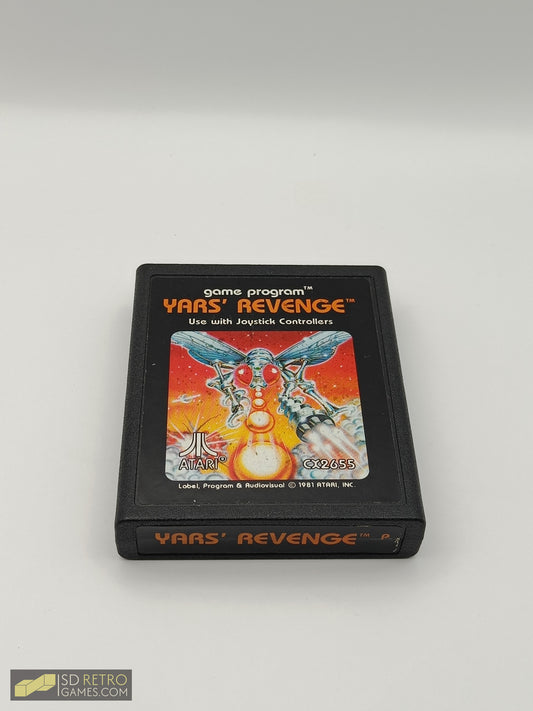 game program™
YARS' REVENGE™
Use with Joystick Controllers
ATARI®
CX2655
Label, Program & Audiovisual © 1981 ATARI, INC.
YARS' REVENGE™ P
SD RETRO
GAMES.COM